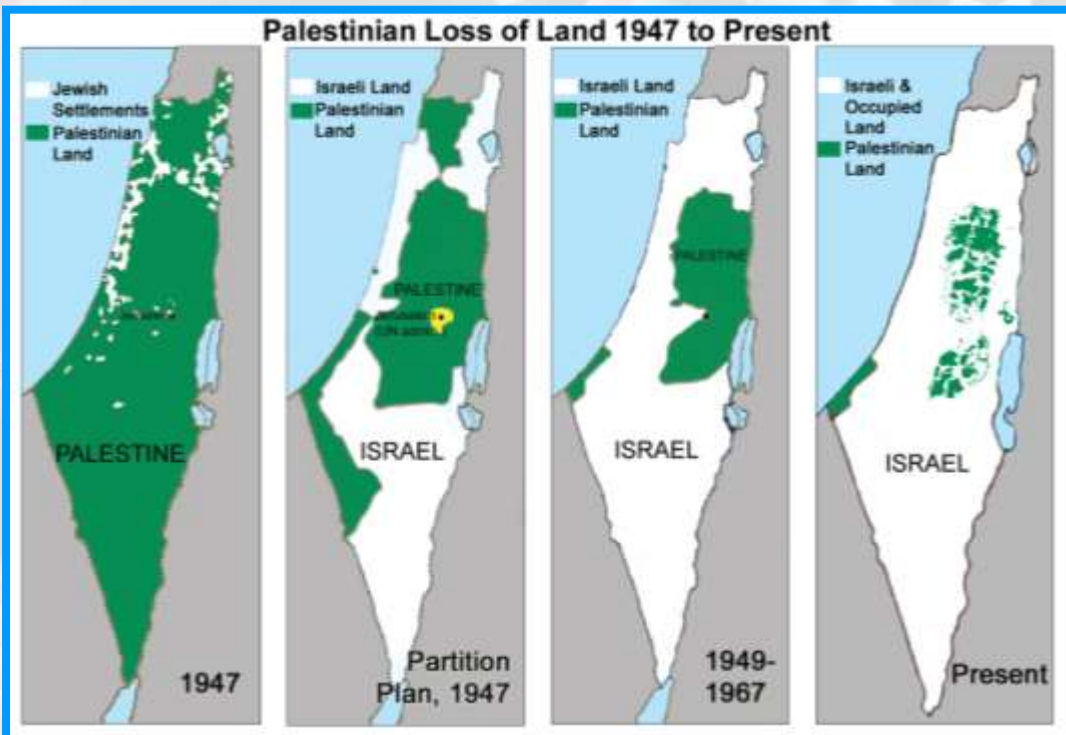 Palestinian Loss of Land 1947 to Present
Jewish
Settlements
Palestinian
Land
PALESTINE
1947
Israeli Land
Palestinian
Land
PALESTINE
ISRAEL
Partition
Plan, 1947
Israeli Land
Palestinian
Land
PALESTINE
ISRAEL
1949-
1967
Israeli &
Occupied
Land
Palestinian
Land
ISRAEL
Present